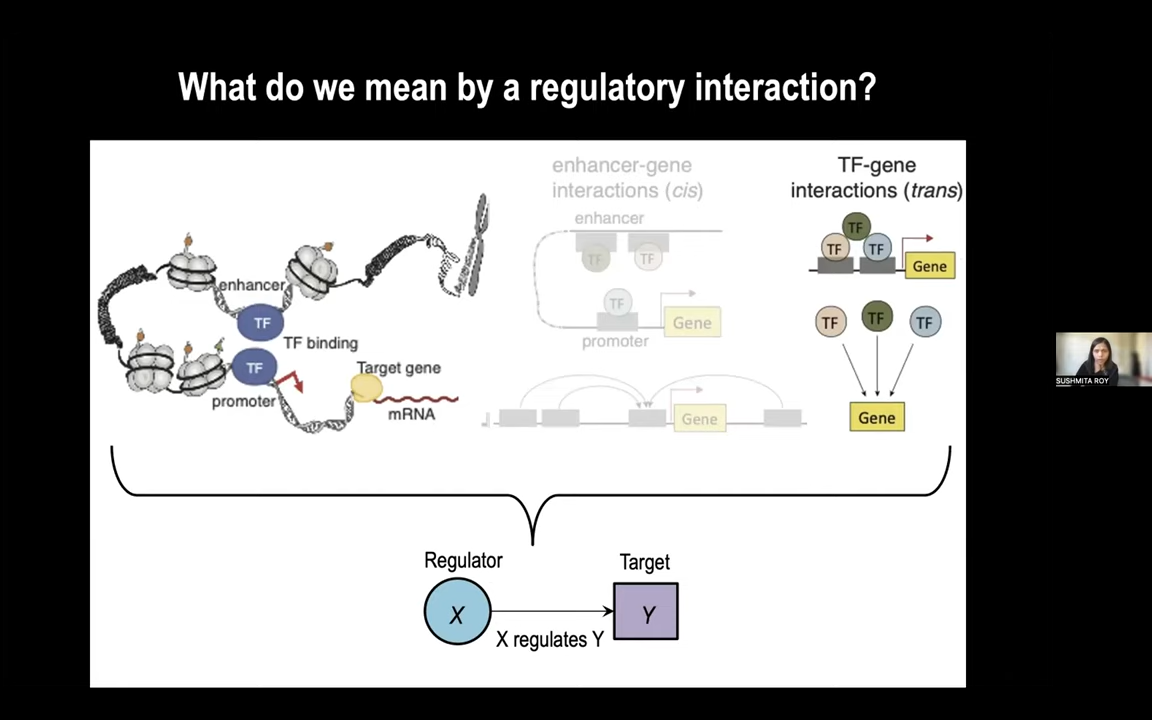 What do we mean by a regulatory interaction?
enhancer
TF
TF binding
TF
promoter
Target gene
mRNA
enhancer-gene
interactions (cis)
enhancer
TF
TF
TF
Gene
promoter
Gene
TF-gene
interactions (trans)
TF
TF
TF
Gene
TF
TF
TF
Gene
Regulator
Target
X
Y
X regulates Y
SUSHMITA ROY